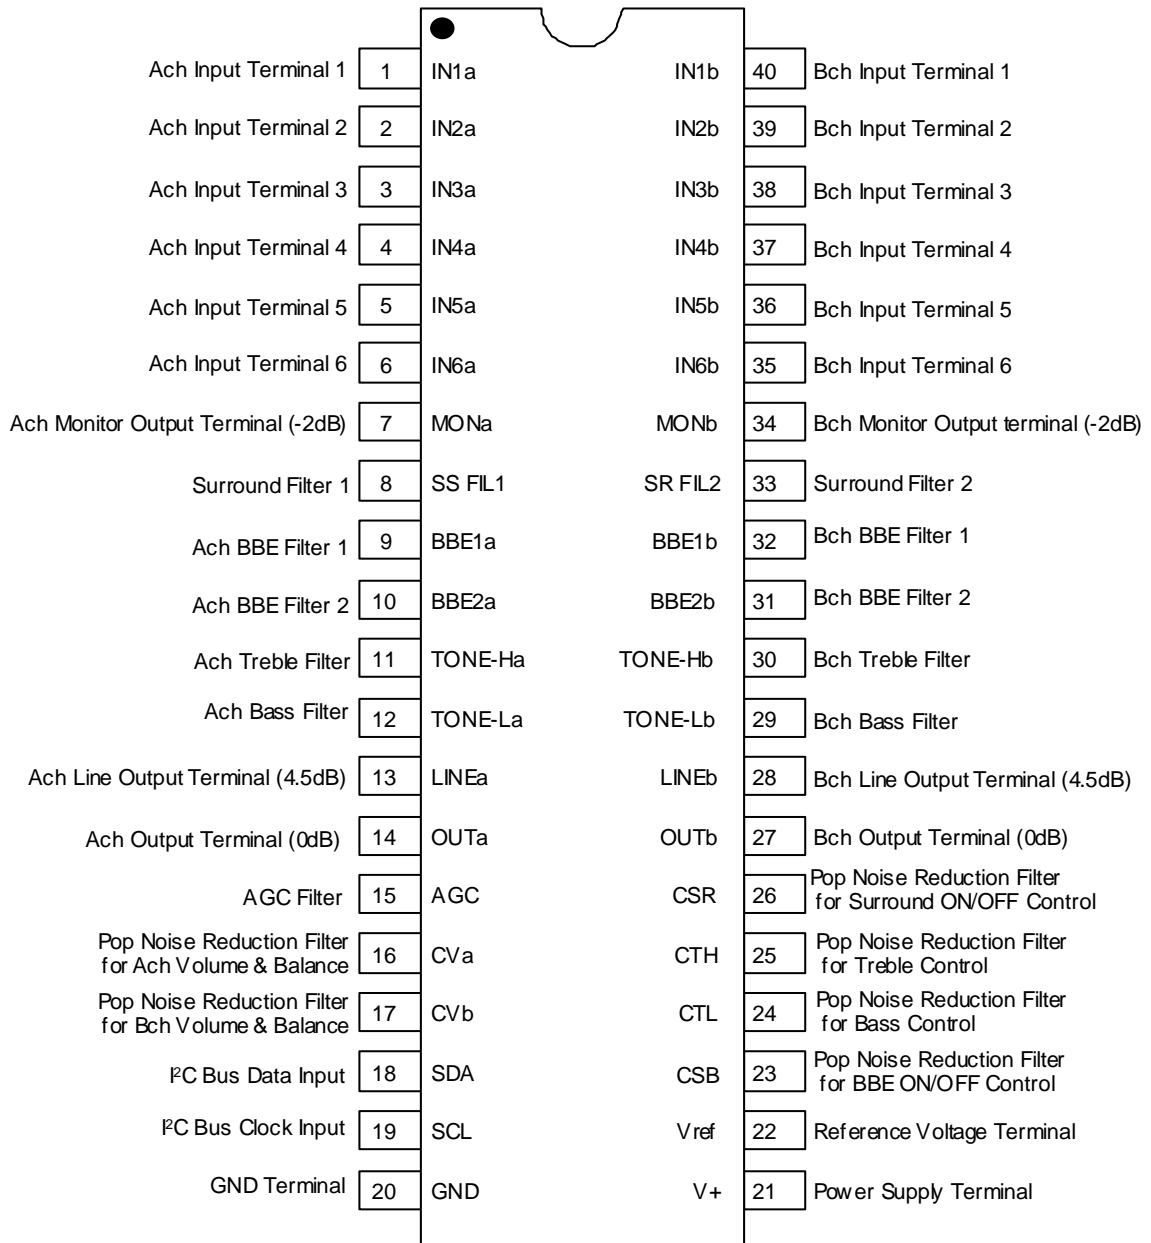 Ach Input Terminal 1 1 IN1a IN1b 40 Bch Input Terminal 1
Ach Input Terminal 2 2 IN2a IN2b 39 Bch Input Terminal 2
Ach Input Terminal 3 3 IN3a IN3b 38 Bch Input Terminal 3
Ach Input Terminal 4 4 IN4a IN4b 37 Bch Input Terminal 4
Ach Input Terminal 5 5 IN5a IN5b 36 Bch Input Terminal 5
Ach Input Terminal 6 6 IN6a IN6b 35 Bch Input Terminal 6
Ach Monitor Output Terminal (-2dB) 7 MONa MONb 34 Bch Monitor Output terminal (-2dB)
Surround Filter 1 8 SS FIL1 SR FIL2 33 Surround Filter 2
Ach BBE Filter 1 9 BBE1a BBE1b 32 Bch BBE Filter 1
Ach BBE Filter 2 10 BBE2a BBE2b 31 Bch BBE Filter 2
Ach Treble Filter 11 TONE-Ha TONE-Hb 30 Bch Treble Filter
Ach Bass Filter 12 TONE-La TONE-Lb 29 Bch Bass Filter
Ach Line Output Terminal (4.5dB) 13 LINEa LINEb 28 Bch Line Output Terminal (4.5dB)
Ach Output Terminal (0dB) 14 OUTa OUTb 27 Bch Output Terminal (0dB)
AGC Filter 15 AGC CSR 26 Pop Noise Reduction Filter
for Surround ON/OFF Control
Pop Noise Reduction Filter
for Ach Volume & Balance 16 CVa CTH 25 Pop Noise Reduction Filter
for Treble Control
Pop Noise Reduction Filter
for Bch Volume & Balance 17 CVb CTL 24 Pop Noise Reduction Filter
for Bass Control
I²C Bus Data Input 18 SDA CSB 23 Pop Noise Reduction Filter
for BBE ON/OFF Control
I²C Bus Clock Input 19 SCL Vref 22 Reference Voltage Terminal
GND Terminal 20 GND V+ 21 Power Supply Terminal